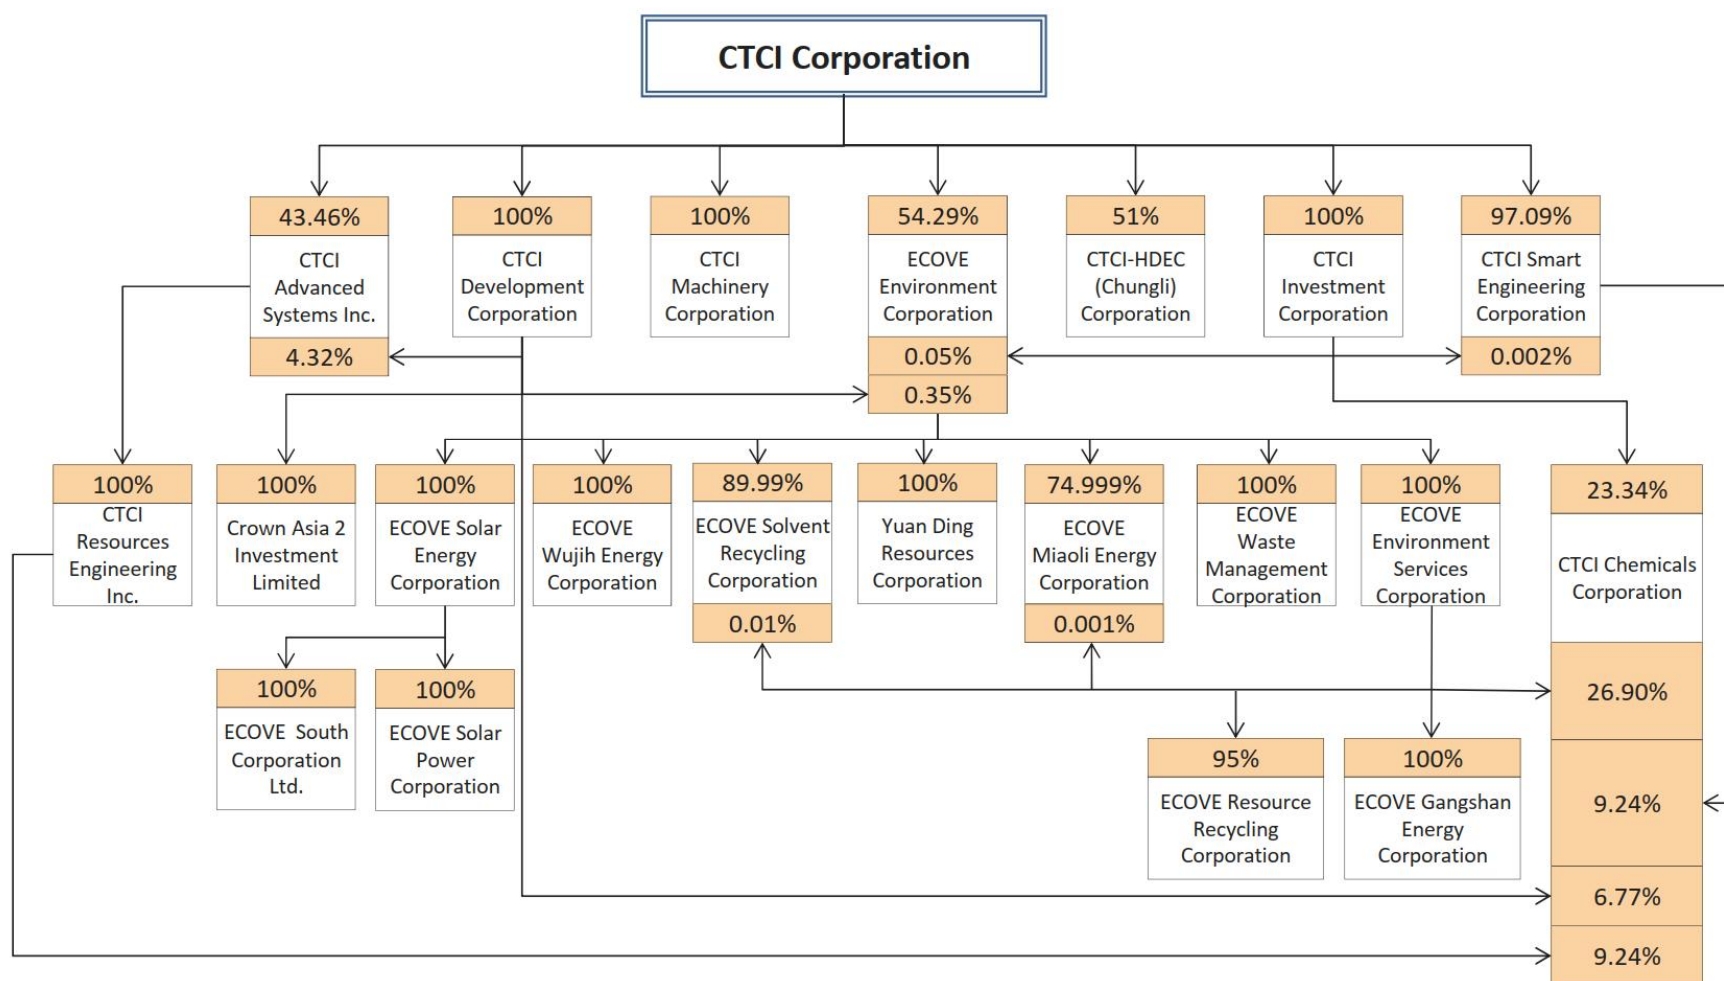 CTCI Corporation
43.46%
CTCI
Advanced
Systems Inc.
4.32%
100%
CTCI
Development
Corporation
100%
CTCI
Machinery
Corporation
54.29%
ECOVE
Environment
Corporation
0.05%
0.35%
51%
CTCI-HDEC
(Chungli)
Corporation
100%
CTCI
Investment
Corporation
97.09%
CTCI Smart
Engineering
Corporation
0.002%
100%
CTCI
Resources
Engineering
Inc.
100%
Crown Asia 2
Investment
Limited
100%
ECOVE Solar
Energy
Corporation
100%
ECOVE
Wujih Energy
Corporation
89.99%
ECOVE Solvent
Recycling
Corporation
0.01%
100%
Yuan Ding
Resources
Corporation
74.999%
ECOVE
Miaoli Energy
Corporation
0.001%
100%
ECOVE
Waste
Management
Corporation
100%
ECOVE
Environment
Services
Corporation
23.34%
CTCI Chemicals
Corporation
26.90%
9.24%
6.77%
9.24%
100%
ECOVE South
Corporation
Ltd.
100%
ECOVE Solar
Power
Corporation
95%
ECOVE Resource
Recycling
Corporation
100%
ECOVE Gangshan
Energy
Corporation